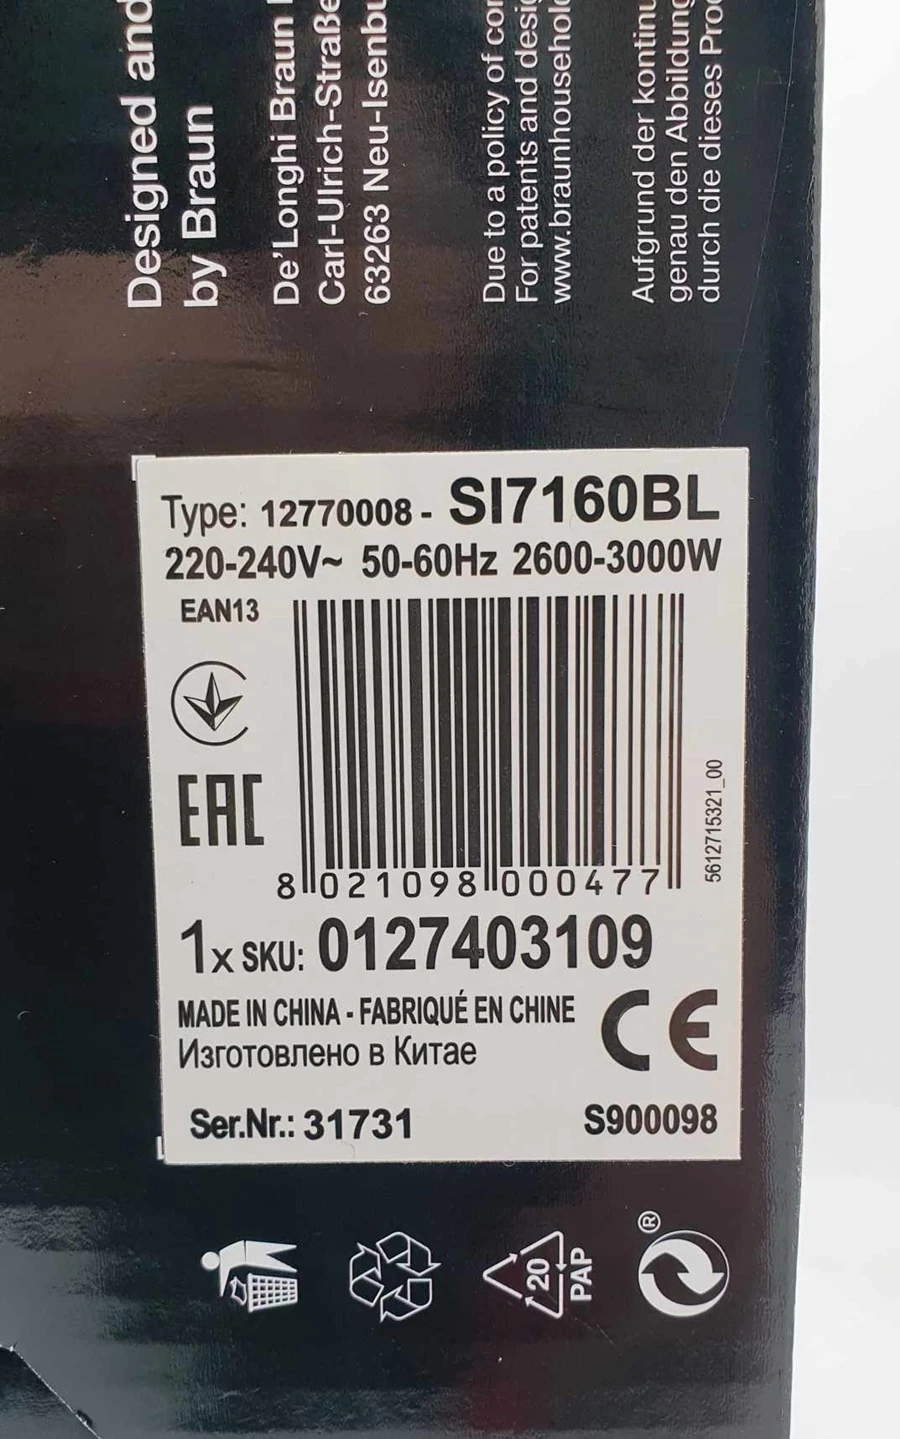 Designed and
by Braun
De'Longhi Braun
Carl-Ulrich-Straße
63263 Neu-Isenbu
Due to a policy of con
For patents and desig
www.braunhousehold
Aufgrund der kontinu
genau den Abbildung
durch die dieses Prod
Type: 12770008 - SI7160BL
220-240V~ 50-60Hz 2600-3000W
EAN13
EAC
8 021098 000477
5612715321_00
1x SKU: 0127403109
MADE IN CHINA - FABRIQUÉ EN CHINE
Изготовлено в Китае
CE
Ser.Nr.: 31731 S900098
20
PAP
®